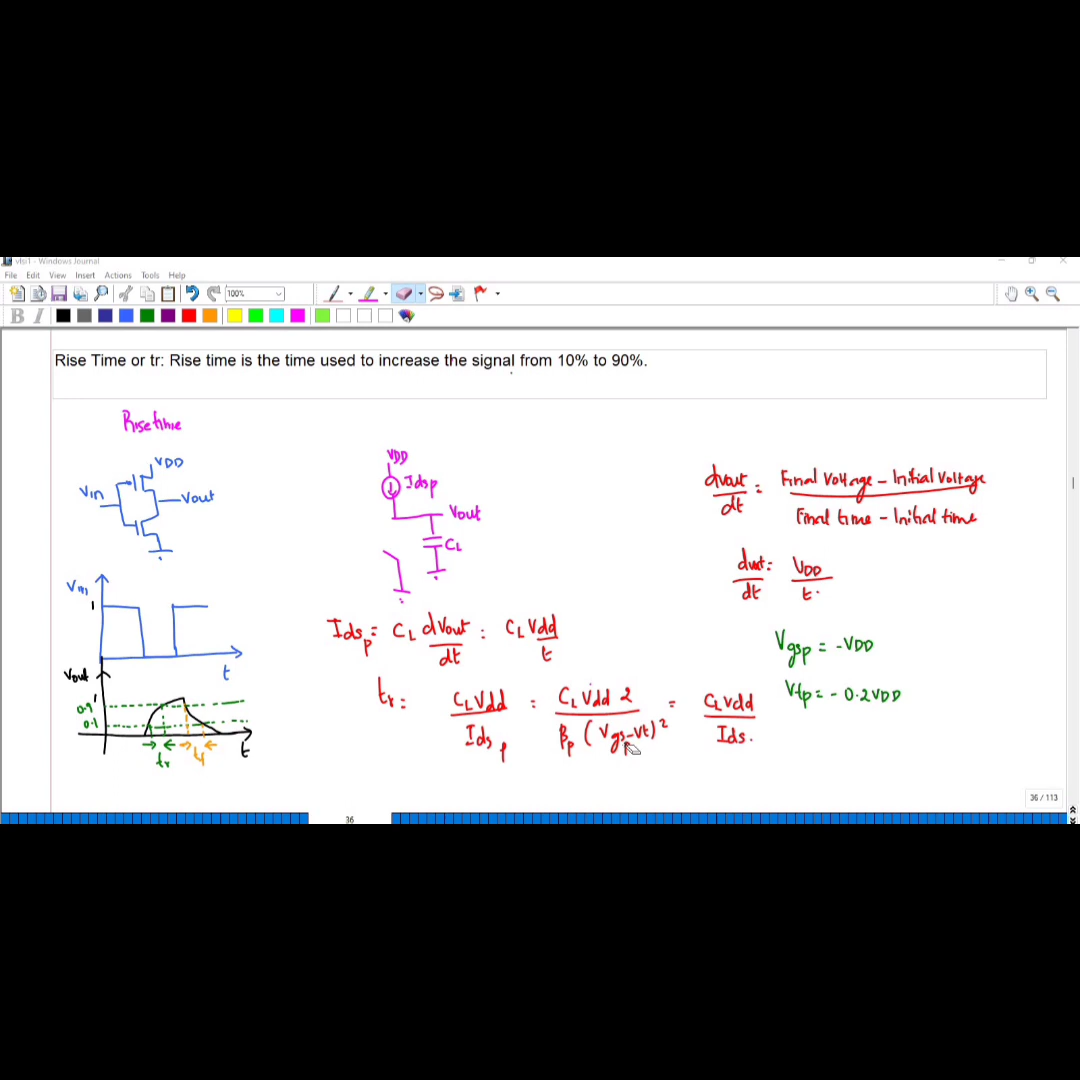 vlsi1 - Windows Journal
File Edit View Insert Actions Tools Help
100%
B I
Rise Time or tr: Rise time is the time used to increase the signal from 10% to 90%.
Rise time
VDD
Vin
Vout
Vin
1
t
Vout
1
0.9
0.1
tr
tf
t
VDD
Idsp
Vout
CL
Idsp = CL dVout/dt = CL Vdd/t
tr = CL Vdd/Idsp = CL Vdd 2/βp (Vgsp-Vt)² = CL Vdd/Ids.
dVout/dt = Final Voltage - Initial Voltage/Final time - Initial time
dVout/dt = VDD/t.
Vgsp = -VDD
Vtp = - 0.2VDD
36 / 113
36